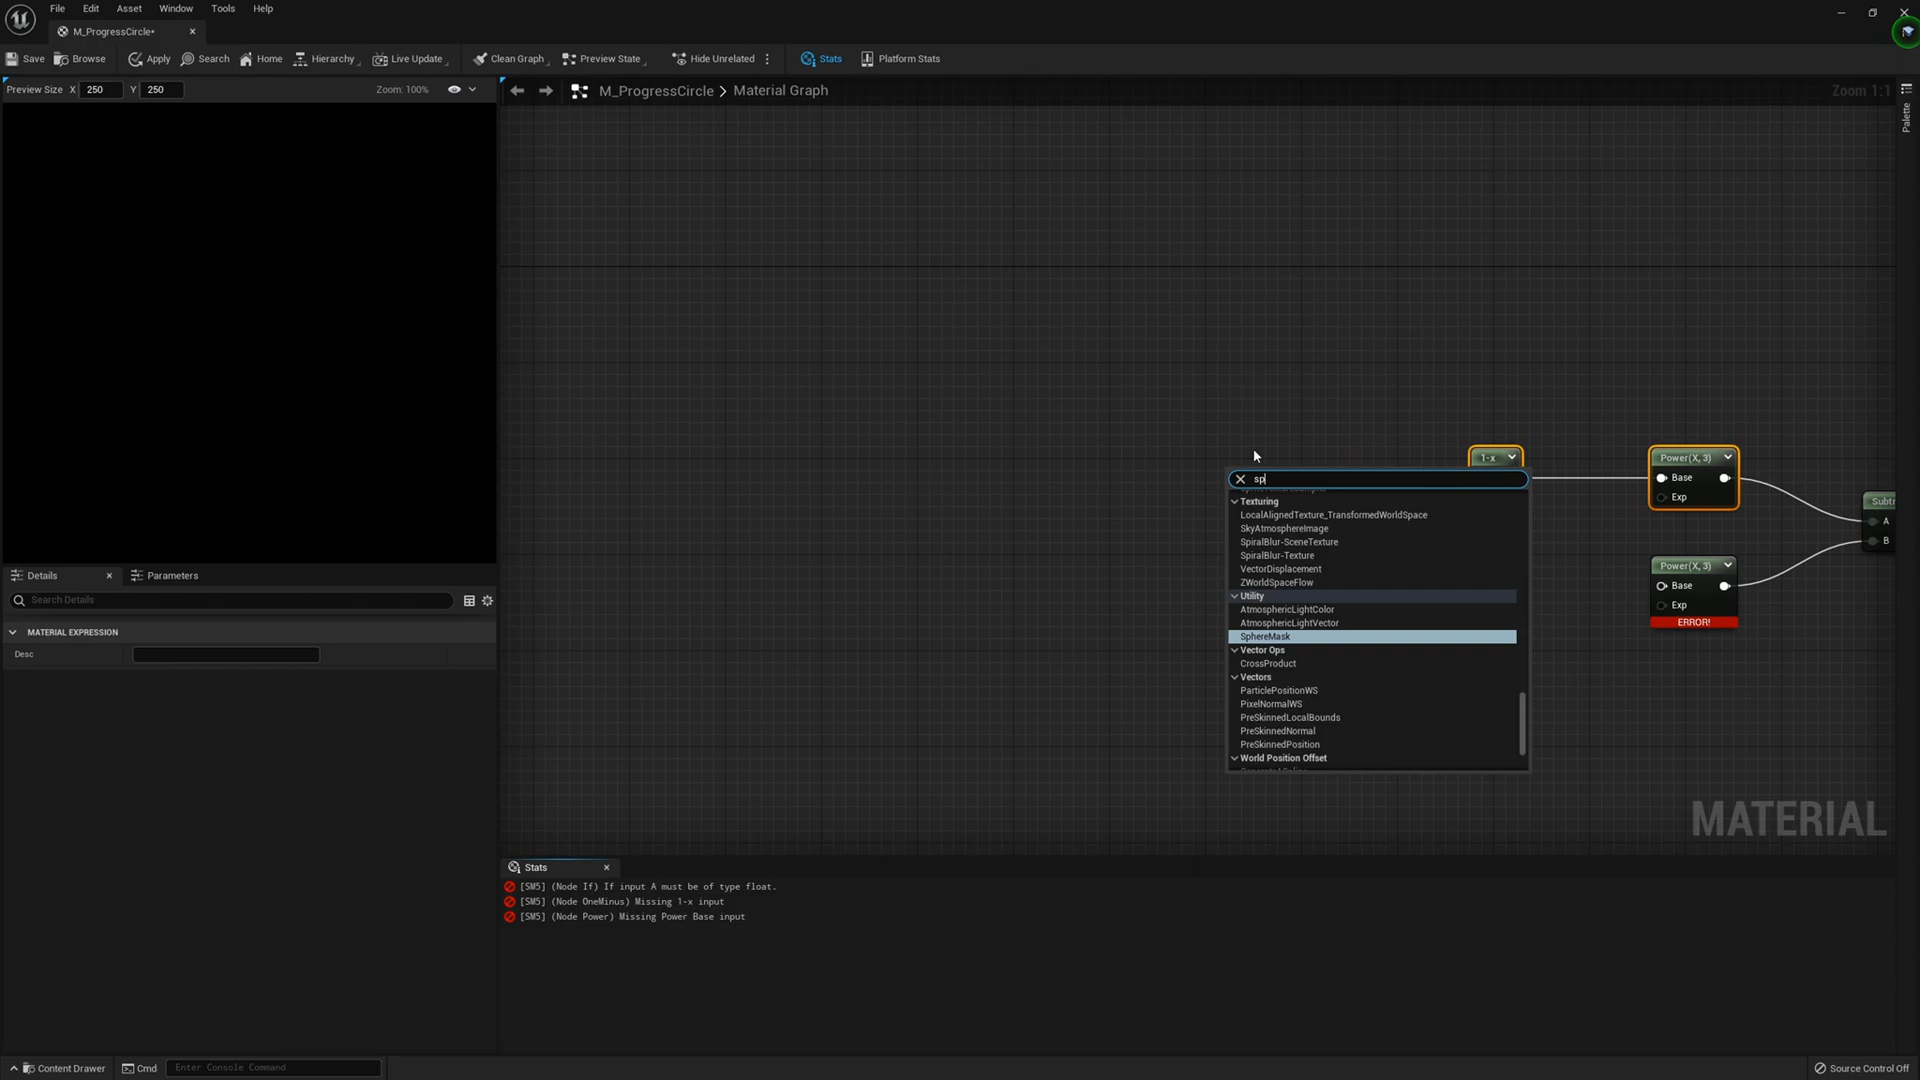 File Edit Asset Window Tools Help
M_ProgressCircle*
Save Browse Apply Search Home Hierarchy Live Update Clean Graph Preview State Hide Unrelated Stats Platform Stats
Preview Size X 250 Y 250 Zoom: 100%
M_ProgressCircle > Material Graph Zoom 1:1
Palette
1-x
Power(X, 3)
Base
Exp
Subtr
A
B
Power(X, 3)
Base
Exp
ERROR!
sp
Texturing
LocalAlignedTexture_TransformedWorldSpace
SkyAtmosphereImage
SpiralBlur-SceneTexture
SpiralBlur-Texture
VectorDisplacement
ZWorldSpaceFlow
Utility
AtmosphericLightColor
AtmosphericLightVector
SphereMask
Vector Ops
CrossProduct
Vectors
ParticlePositionWS
PixelNormalWS
PreSkinnedLocalBounds
PreSkinnedNormal
PreSkinnedPosition
World Position Offset
MATERIAL
Details Parameters
Search Details
MATERIAL EXPRESSION
Desc
Stats
[SM5] (Node If) If input A must be of type float.
[SM5] (Node OneMinus) Missing 1-x input
[SM5] (Node Power) Missing Power Base input
Content Drawer Cmd Enter Console Command Source Control Off